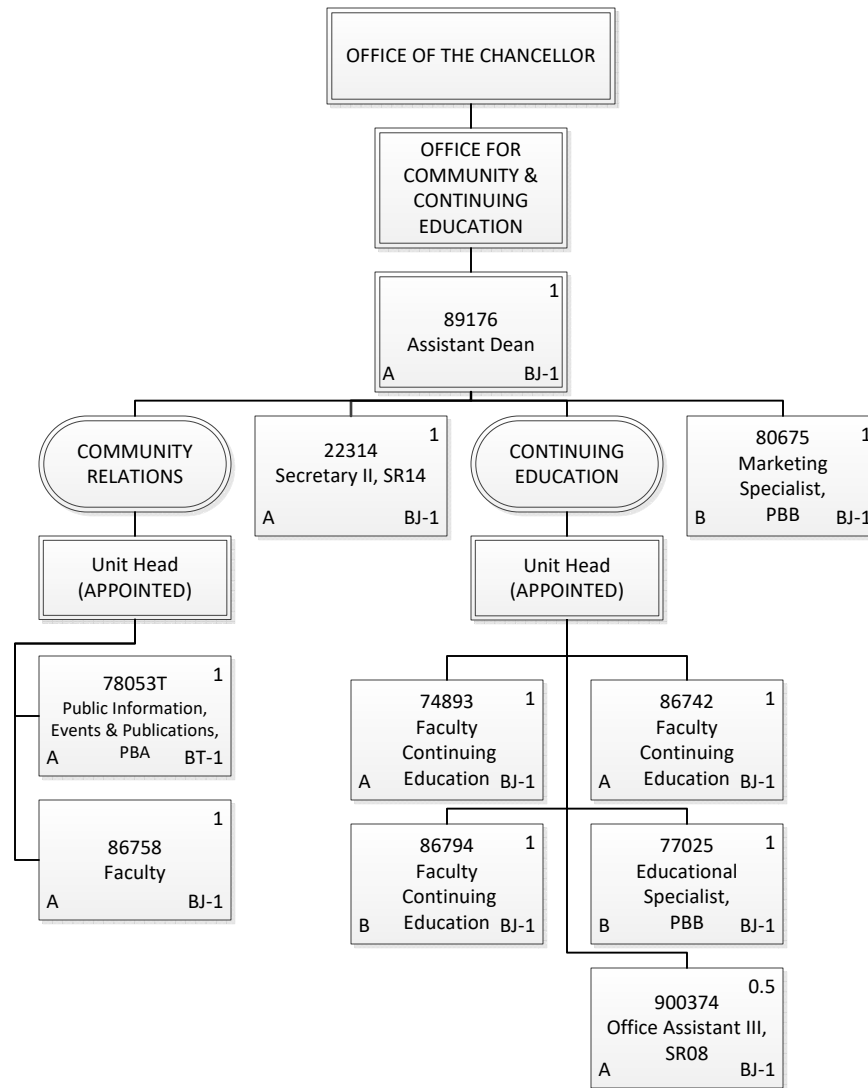 OFFICE OF THE CHANCELLOR
OFFICE FOR
COMMUNITY &
CONTINUING
EDUCATION
1
89176
Assistant Dean
A BJ-1
COMMUNITY
RELATIONS
1
22314
Secretary II, SR14
A BJ-1
CONTINUING
EDUCATION
1
80675
Marketing
Specialist,
PBB
B BJ-1
Unit Head
(APPOINTED)
Unit Head
(APPOINTED)
78053T 1
Public Information,
Events & Publications,
PBA
A BT-1
1
86758
Faculty
A BJ-1
74893 1
Faculty
Continuing
Education
A BJ-1
86742 1
Faculty
Continuing
Education
A BJ-1
86794 1
Faculty
Continuing
Education
B BJ-1
77025 1
Educational
Specialist,
PBB
B BJ-1
0.5
900374
Office Assistant III,
SR08
A BJ-1